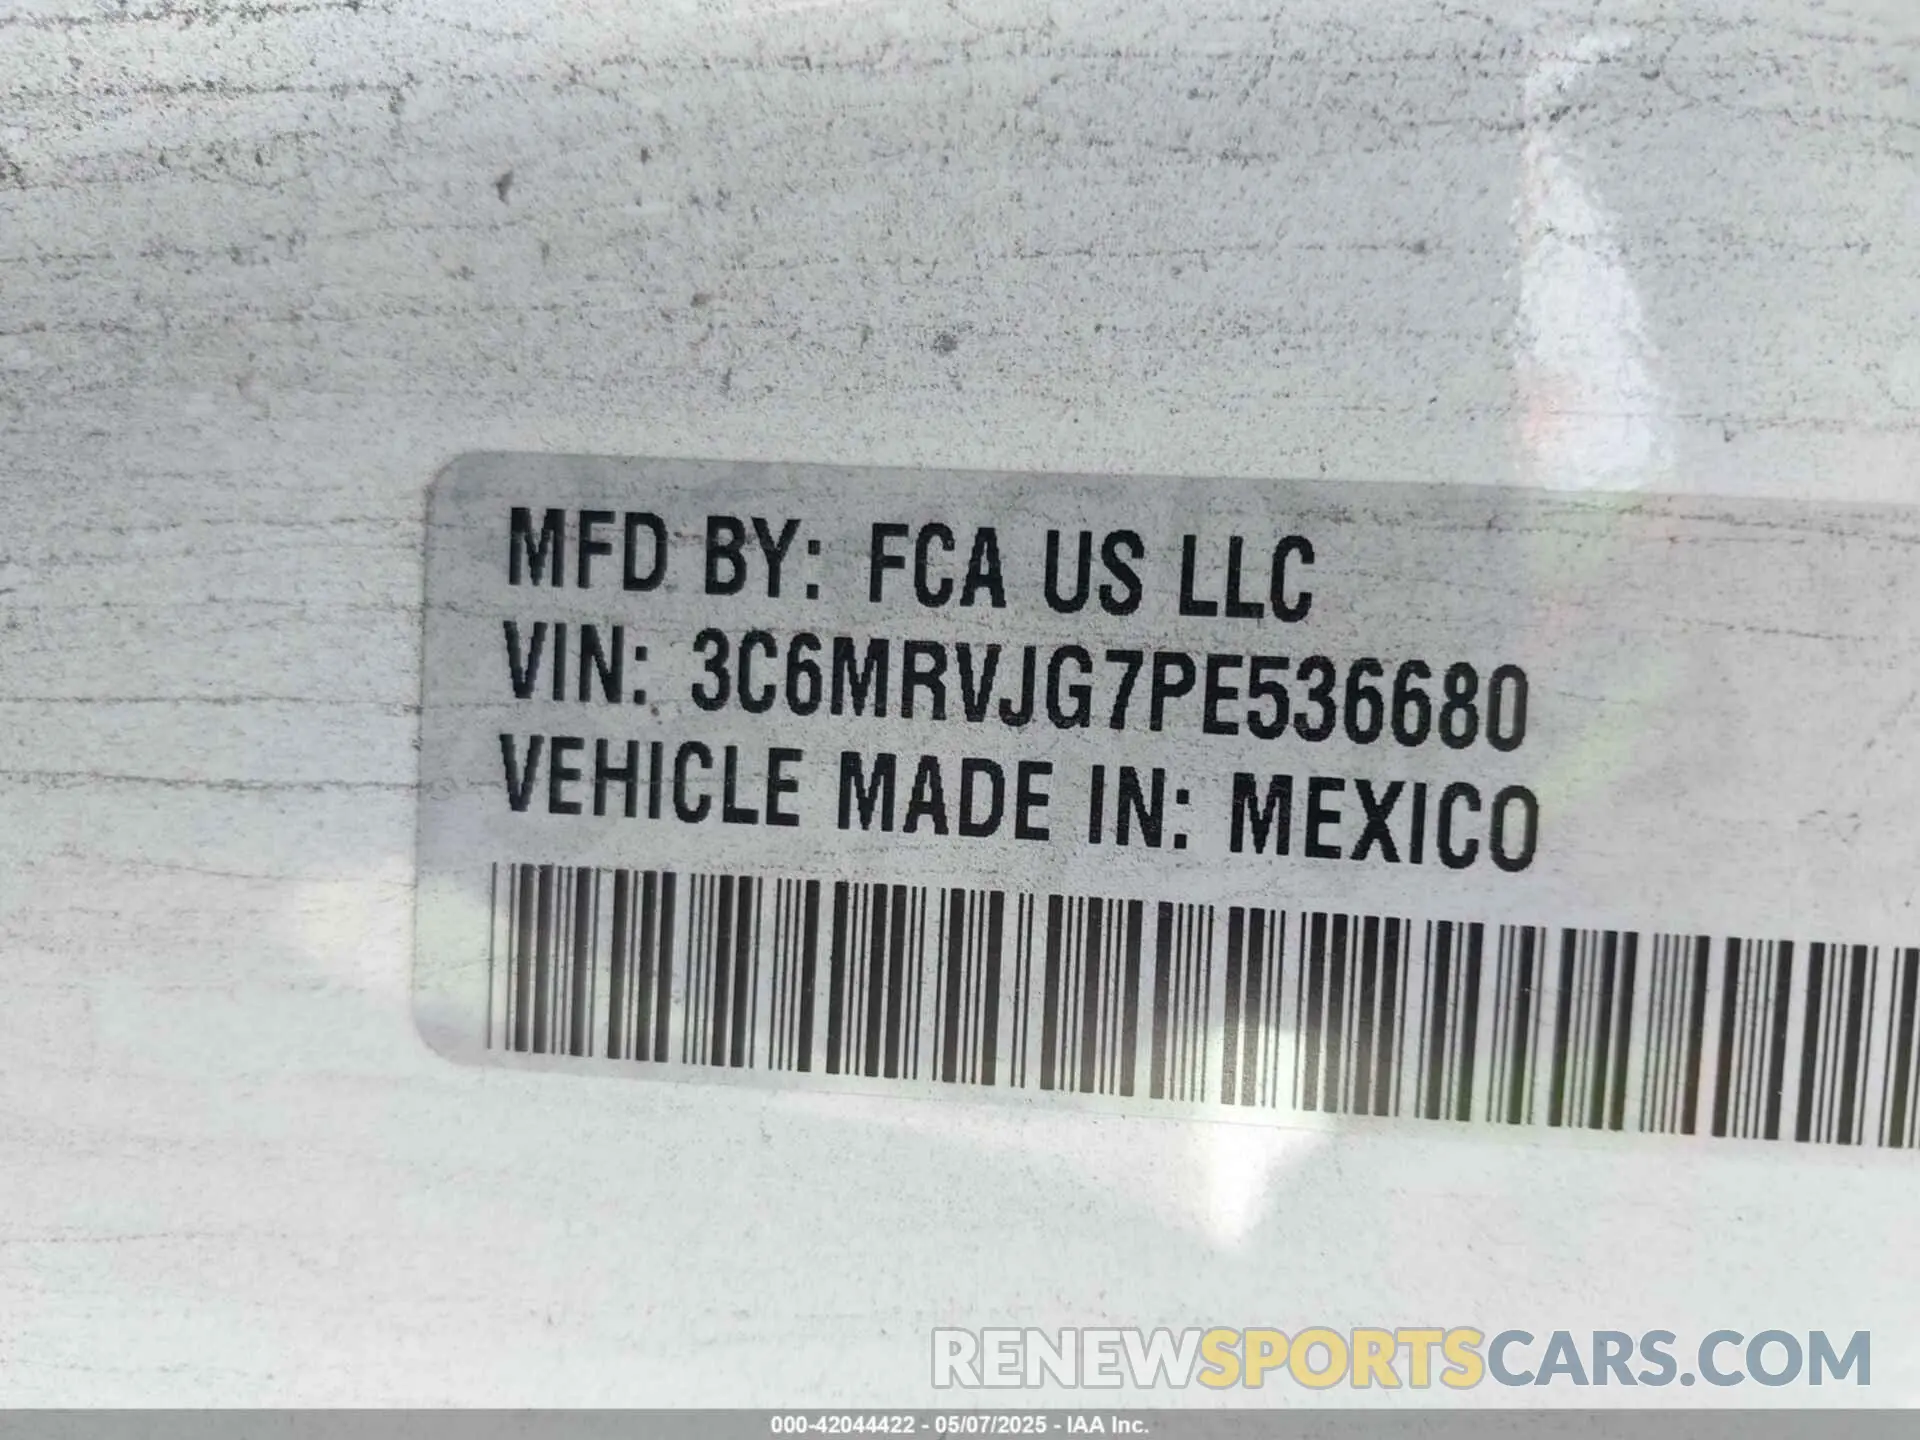 MFD BY: FCA US LLC
VIN: 3C6MRVJG7PE536680
VEHICLE MADE IN: MEXICO
RENEWSPORTSCARS.COM
000-42044422 - 05/07/2025 - IAA Inc.